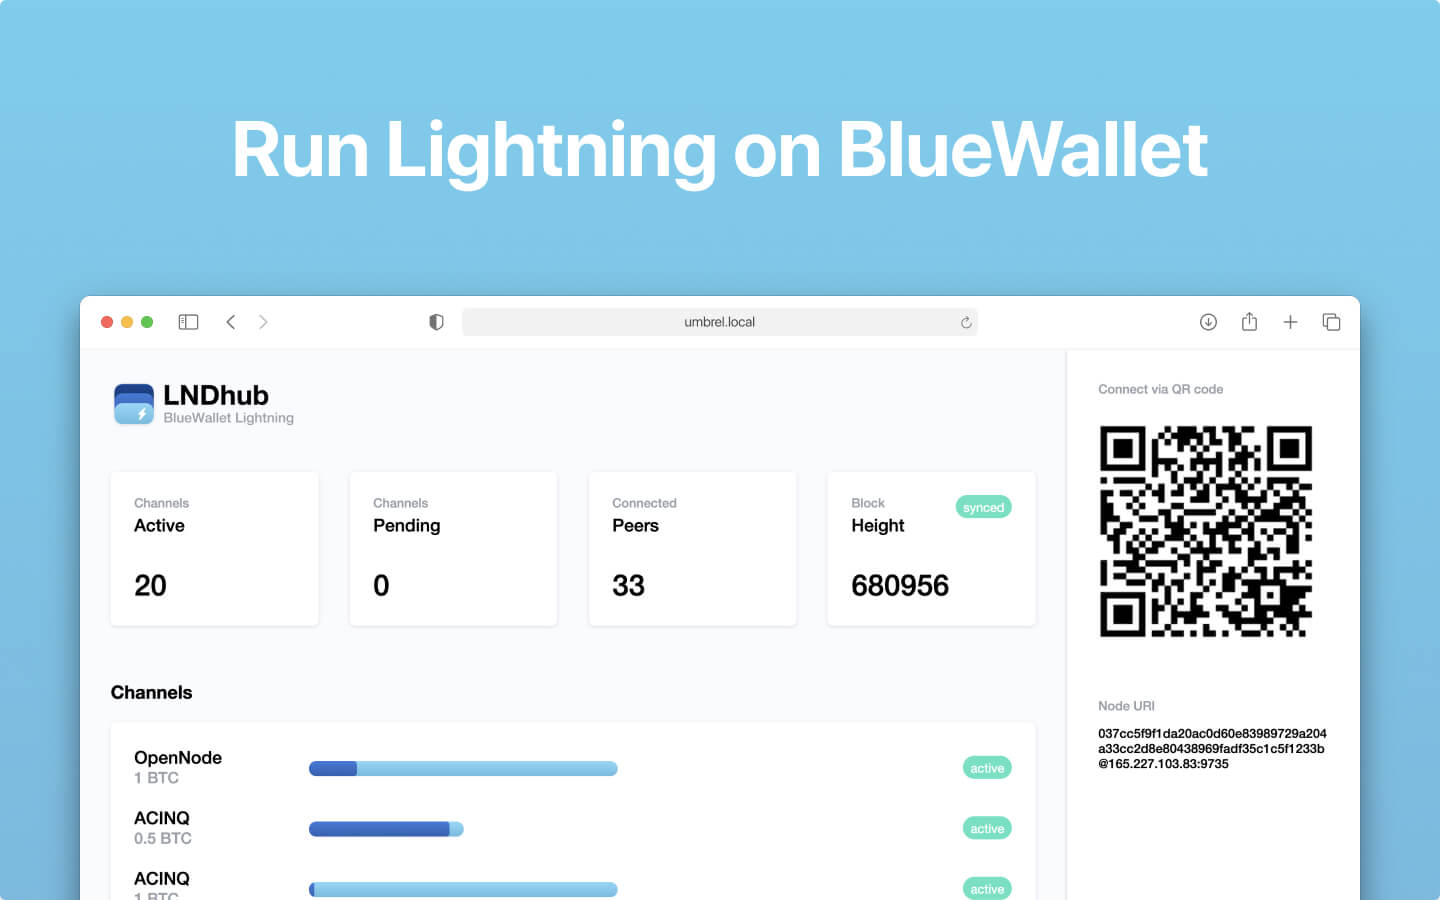 Run Lightning on BlueWallet
umbrel.local
LNDhub
BlueWallet Lightning
Channels
Active
20
Channels
Pending
0
Connected
Peers
33
Block
Height
synced
680956
Channels
OpenNode
1 BTC
active
ACINQ
0.5 BTC
active
ACINQ
1 BTC
active
Connect via QR code
Node URI
037cc5f9f1da20ac0d60e83989729a204
a33cc2d8e80438969fadf35c1c5f1233b
@165.227.103.83:9735